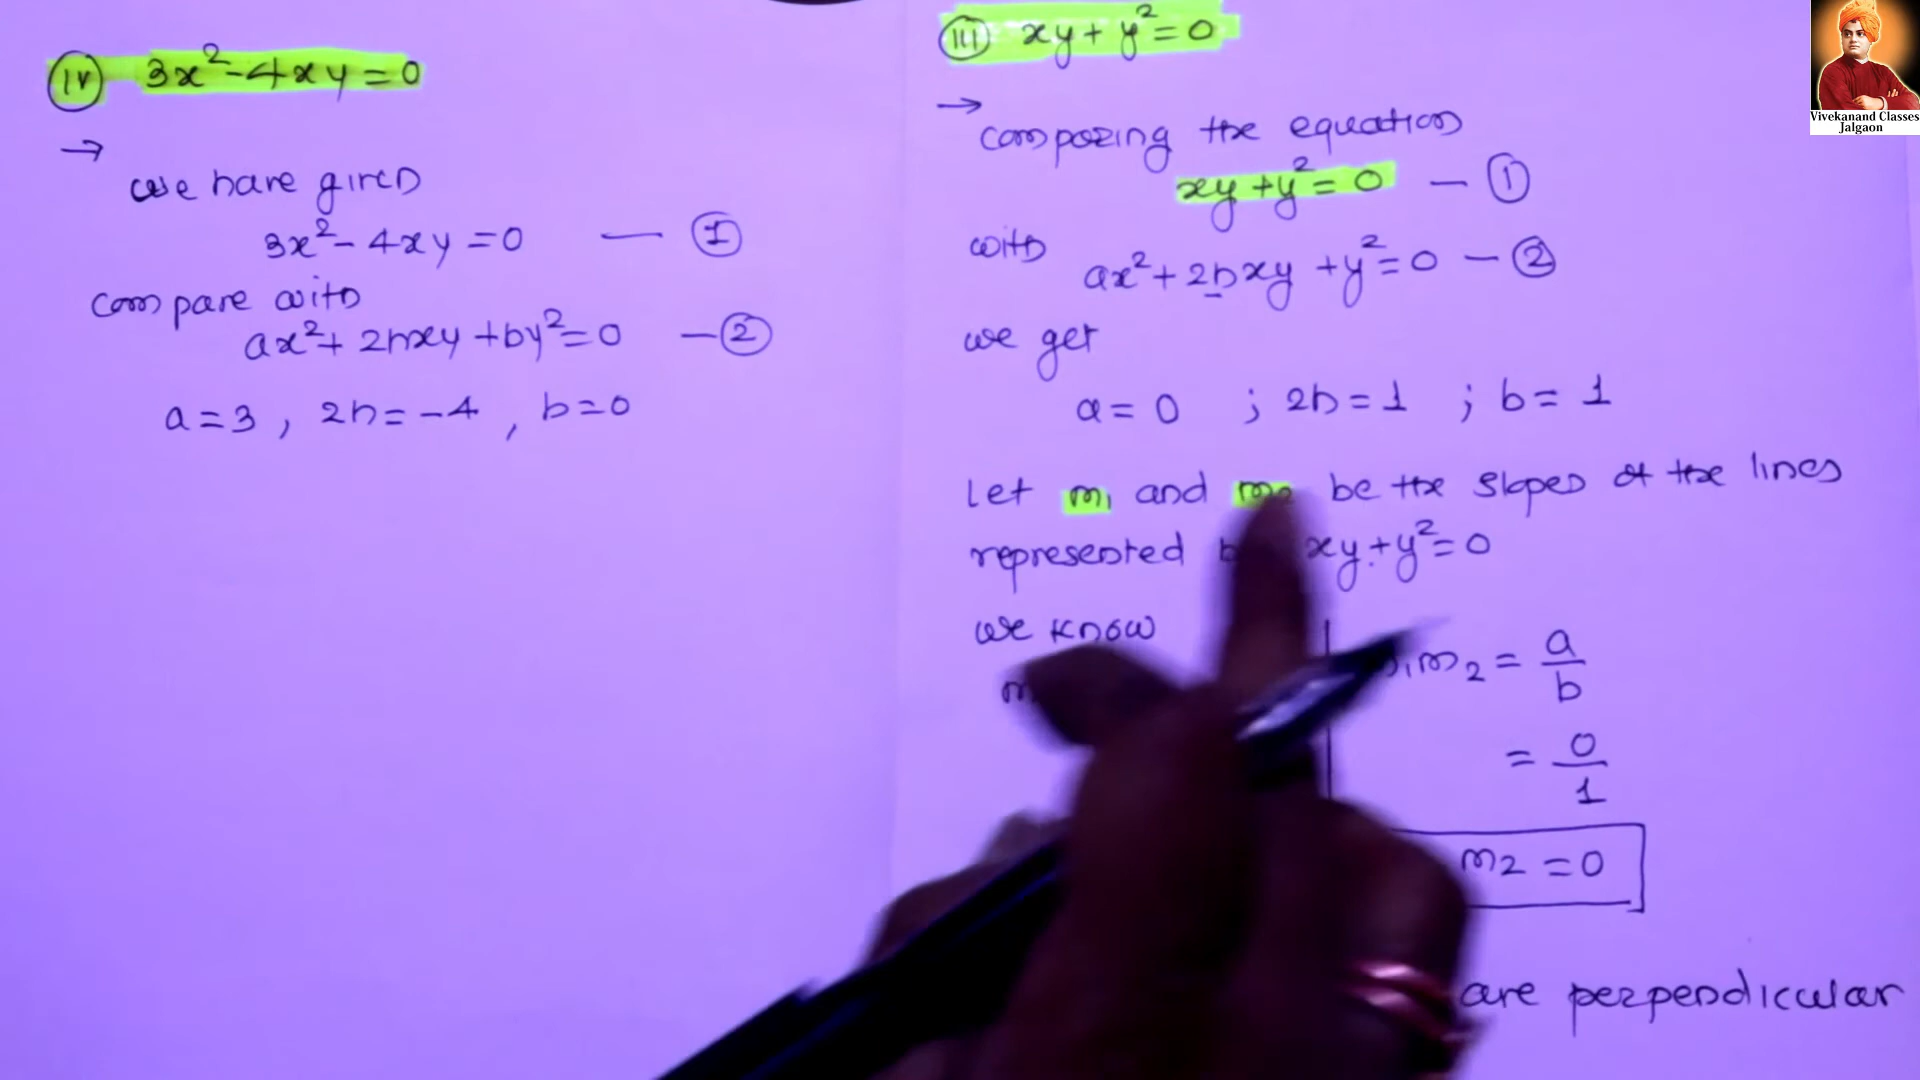 (iv) 3x²-4xy=0
→
we have given
3x²-4xy=0 — (1)
compare with
ax²+2hxy+by²=0 — (2)
a=3, 2h=-4, b=0
(iii) xy+y²=0
→
comparing the equation
xy+y²=0 — (1)
with
ax²+2hxy+y²=0 — (2)
we get
a=0 ; 2h=1 ; b=1
Let m₁ and m₂ be the slopes of the lines
represented xy+y²=0
we know
m₂ = a/b
= 0/1
m2=0
are perpendicular
Vivekanand Classes
Jalgaon